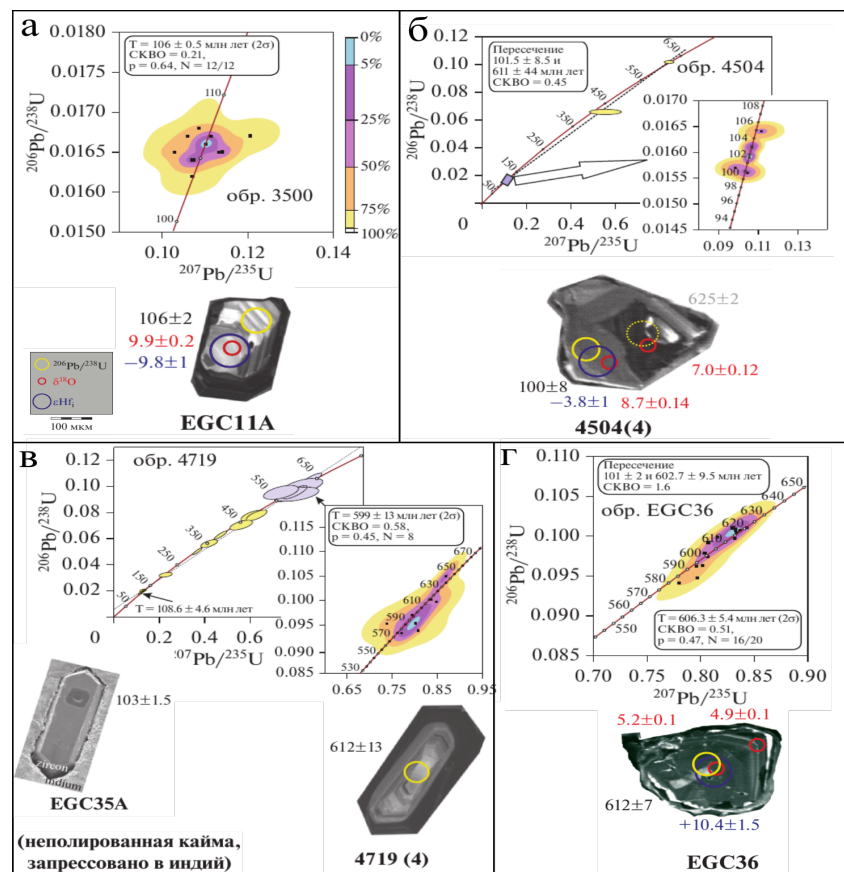 а
0.0180
0.0170
0.0160
0.0150
²⁰⁶Pb/²³⁸U
T = 106 ± 0.5 млн лет (2σ)
СКВО = 0.21,
p = 0.64, N = 12/12
110
100
обр. 3500
0.10
0.12
0.14
²⁰⁷Pb/²³⁵U
0%
5%
25%
50%
75%
100%
106±2
9.9±0.2
−9.8±1
²⁰⁶Pb/²³⁸U
δ¹⁸O
εHfᵢ
100 мкм
EGC11A
б
0.12
0.10
0.08
0.06
0.04
0.02
0
²⁰⁶Pb/²³⁸U
Пересечение
101.5 ± 8.5 и
611 ± 44 млн лет
СКВО = 0.45
650
550
450
350
250
150
50
обр. 4504
0.2
0.4
0.6
²⁰⁷Pb/²³⁵U
0.0160
0.0155
0.0150
0.0145
108
106
104
102
100
98
96
94
0.09
0.11
0.13
625±2
7.0±0.12
100±8
−3.8±1
8.7±0.14
4504(4)
в
обр. 4719
0.12
0.10
0.08
0.06
0.04
0.02
0
²⁰⁶Pb/²³⁸U
650
550
450
350
250
150
50
T = 108.6 ± 4.6 млн лет
0.2
0.4
0.6
07Pb/²³⁵U
T = 599 ± 13 млн лет (2σ)
СКВО = 0.58,
p = 0.45, N = 8
0.115
0.110
0.105
0.100
0.095
0.090
0.085
670
650
630
610
590
570
550
530
0.65
0.75
0.85
0.95
103±1.5
zircon
indium
EGC35A
(неполированная кайма,
запрессовано в индий)
612±13
4719 (4)
г
0.110
0.105
0.100
0.095
0.090
0.085
²⁰⁶Pb/²³⁸U
Пересечение
101 ± 2 и 602.7 ± 9.5 млн лет
СКВО = 1.6
обр. EGC36
650
640
630
620
610
600
590
580
570
560
550
T = 606.3 ± 5.4 млн лет (2σ)
СКВО = 0.51,
p = 0.47, N = 16/20
0.70
0.75
0.80
0.85
0.90
²⁰⁷Pb/²³⁵U
5.2±0.1
4.9±0.1
612±7
+10.4±1.5
EGC36